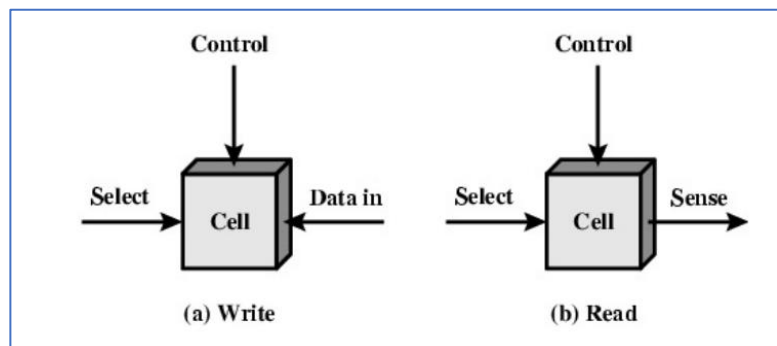 Control
Control
Select
Cell
Data in
Select
Cell
Sense
(a) Write
(b) Read